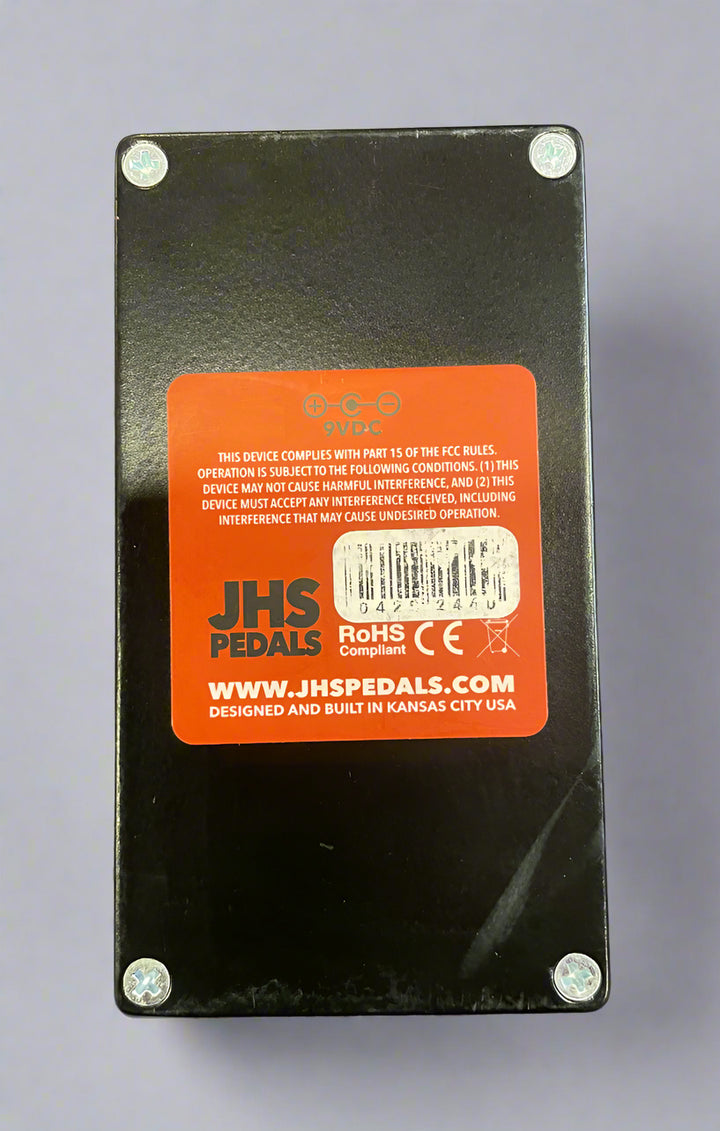 9VDC
THIS DEVICE COMPLIES WITH PART 15 OF THE FCC RULES.
OPERATION IS SUBJECT TO THE FOLLOWING CONDITIONS. (1) THIS
DEVICE MAY NOT CAUSE HARMFUL INTERFERENCE, AND (2) THIS
DEVICE MUST ACCEPT ANY INTERFERENCE RECEIVED, INCLUDING
INTERFERENCE THAT MAY CAUSE UNDESIRED OPERATION.
JHS
PEDALS
RoHS
Compliant
CE
WWW.JHSPEDALS.COM
DESIGNED AND BUILT IN KANSAS CITY USA